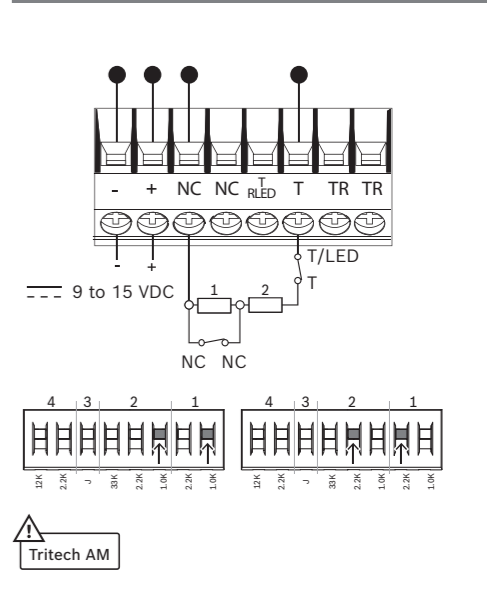 - + NC NC T RLED T TR TR
- +
T/LED
9 to 15 VDC
T
1 2
NC NC
4 3 2 1 4 3 2 1
12K 2.2K J 33K 2.2K 1.0K 2.2K 1.0K 12K 2.2K J 33K 2.2K 1.0K 2.2K 1.0K
!
Tritech AM